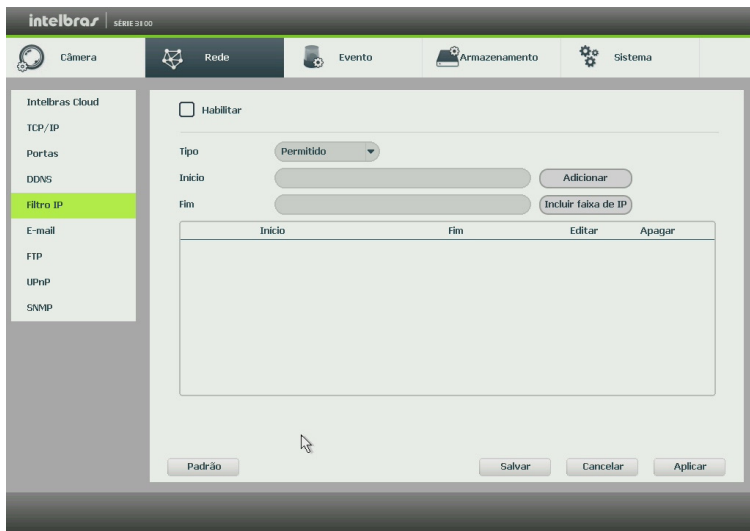 intelbras | SÉRIE 3100
Câmera Rede Evento Armazenamento Sistema
Intelbras Cloud
TCP/IP
Portas
DDNS
Filtro IP
E-mail
FTP
UPnP
SNMP
Habilitar
Tipo Permitido
Inicio Adicionar
Fim Incluir faixa de IP
Inicio Fim Editar Apagar
Padrão Salvar Cancelar Aplicar